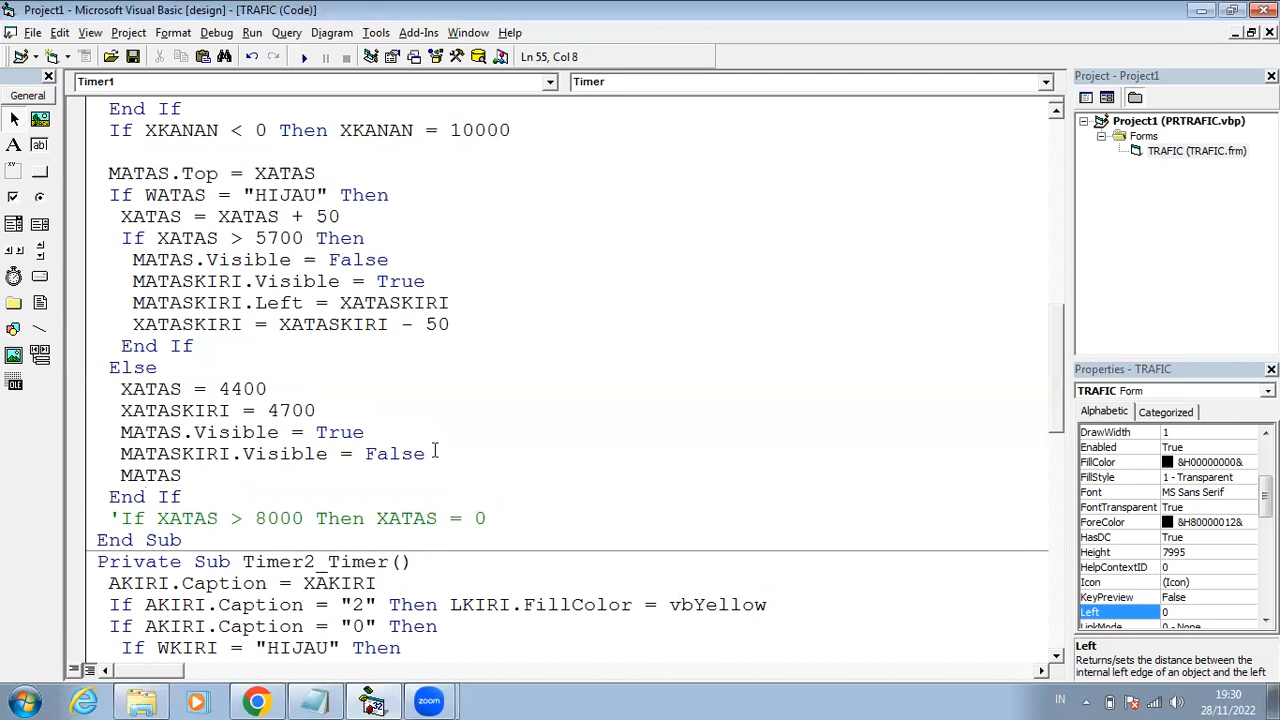 Project1 - Microsoft Visual Basic [design] - [TRAFIC (Code)]
File Edit View Project Format Debug Run Query Diagram Tools Add-Ins Window Help
Ln 55, Col 8
General
Timer1
Timer
End If
If XKANAN < 0 Then XKANAN = 10000
MATAS.Top = XATAS
If WATAS = "HIJAU" Then
XATAS = XATAS + 50
If XATAS > 5700 Then
MATAS.Visible = False
MATASKIRI.Visible = True
MATASKIRI.Left = XATASKIRI
XATASKIRI = XATASKIRI - 50
End If
Else
XATAS = 4400
XATASKIRI = 4700
MATAS.Visible = True
MATASKIRI.Visible = False
MATAS
End If
'If XATAS > 8000 Then XATAS = 0
End Sub
Private Sub Timer2_Timer()
AKIRI.Caption = XAKIRI
If AKIRI.Caption = "2" Then LKIRI.FillColor = vbYellow
If AKIRI.Caption = "0" Then
If WKIRI = "HIJAU" Then
Project - Project1
Project1 (PRTRAFIC.vbp)
Forms
TRAFIC (TRAFIC.frm)
Properties - TRAFIC
TRAFIC Form
Alphabetic Categorized
DrawWidth 1
Enabled True
FillColor &H00000000&
FillStyle 1 - Transparent
Font MS Sans Serif
FontTransparent True
ForeColor &H80000012&
HasDC True
Height 7995
HelpContextID 0
Icon (Icon)
KeyPreview False
Left 0
LinkMode 0 - None
Left
Returns/sets the distance between the
internal left edge of an object and the left
zoom
IN
19:30
28/11/2022